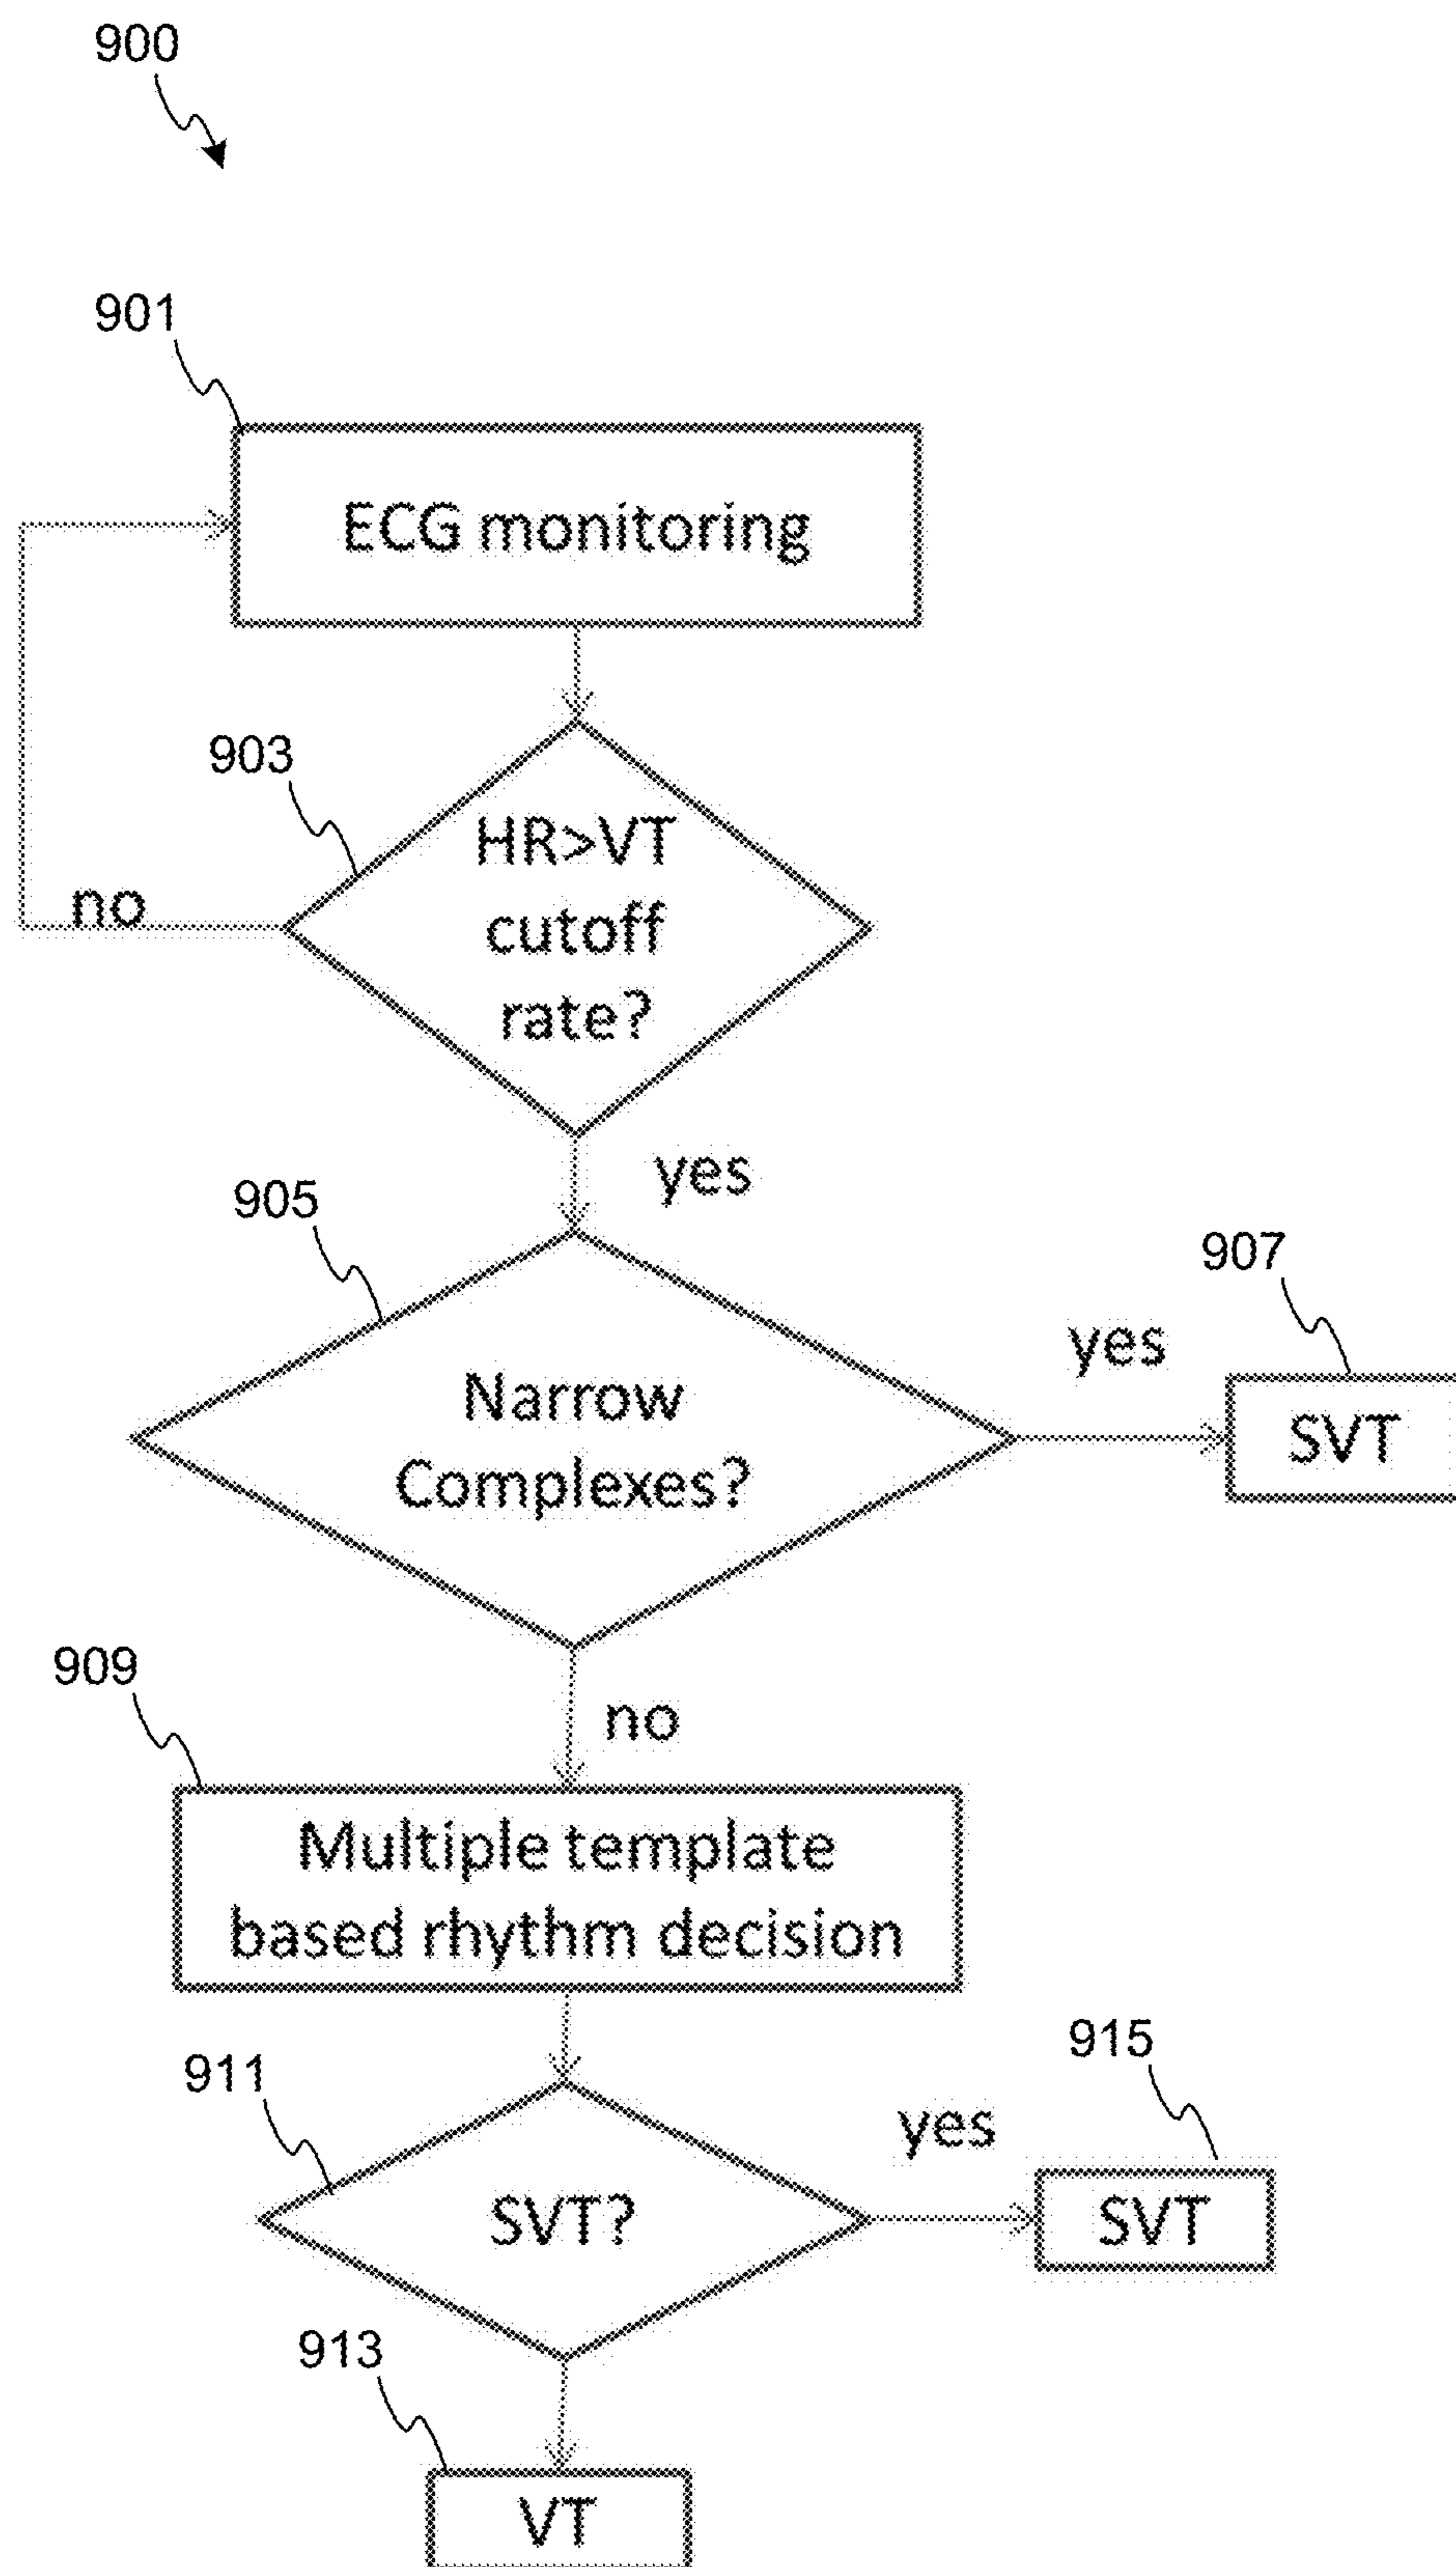 900
901
ECG monitoring
903
HR>VT
cutoff
rate?
no
yes
905
907
yes
Narrow
Complexes?
SVT
909
no
Multiple template
based rhythm decision
911
915
yes
SVT?
SVT
913
VT